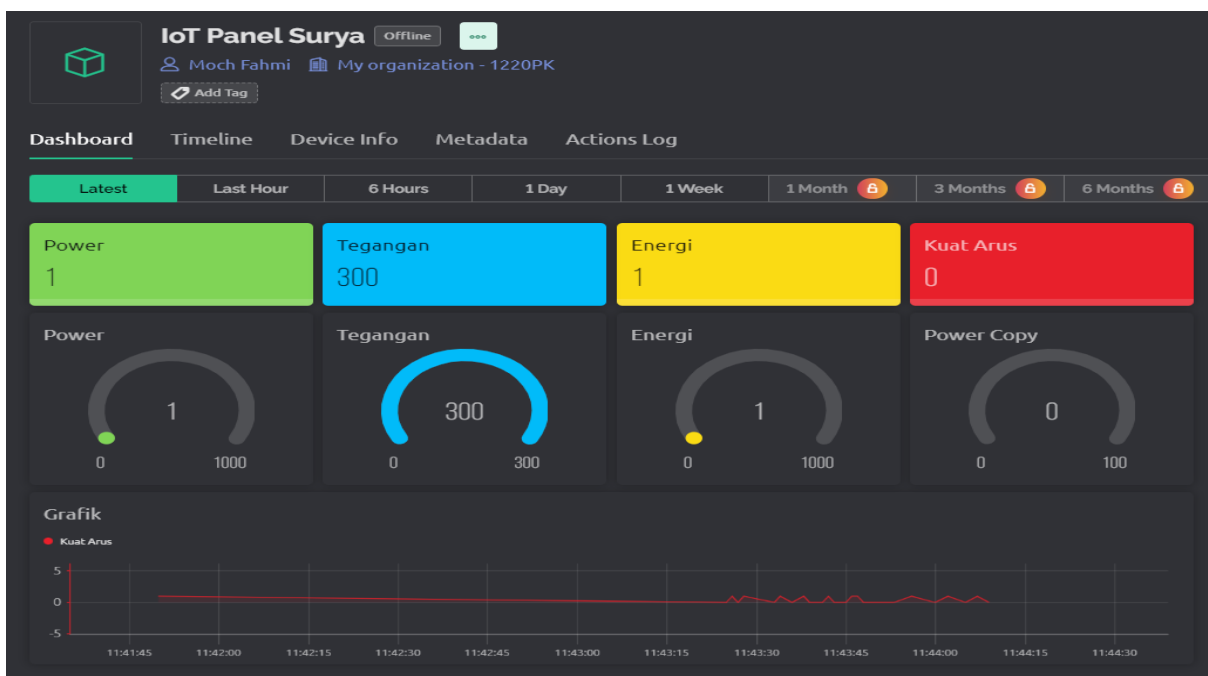 IoT Panel Surya Offline
Moch Fahmi My organization - 1220PK
Add Tag
Dashboard Timeline Device Info Metadata Actions Log
Latest Last Hour 6 Hours 1 Day 1 Week 1 Month 3 Months 6 Months
Power Tegangan Energi Kuat Arus
1 300 1 0
Power Tegangan Energi Power Copy
1 300 1 0
0 1000 0 300 0 1000 0 100
Grafik
Kuat Arus
5
0
-5
11:41:45 11:42:00 11:42:15 11:42:30 11:42:45 11:43:00 11:43:15 11:43:30 11:43:45 11:44:00 11:44:15 11:44:30